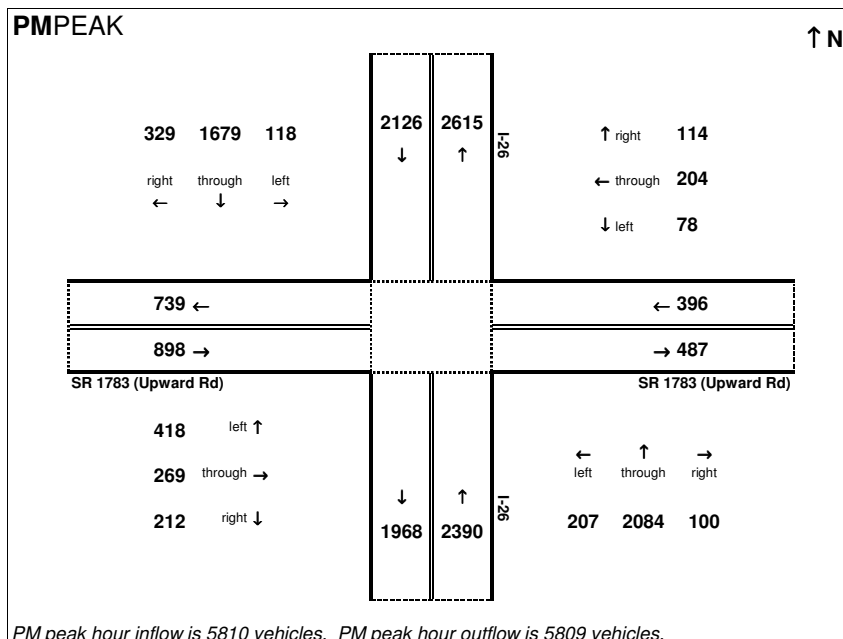 PMPEAK
↑ N
329 1679 118
right through left
← ↓ →
2126 2615
↓ ↑
I-26
↑ right 114
← through 204
↓ left 78
739 ←
← 396
898 →
→ 487
SR 1783 (Upward Rd)
SR 1783 (Upward Rd)
418 left ↑
269 through →
212 right ↓
↓ ↑
1968 2390
I-26
← ↑ →
left through right
207 2084 100
PM peak hour inflow is 5810 vehicles. PM peak hour outflow is 5809 vehicles.